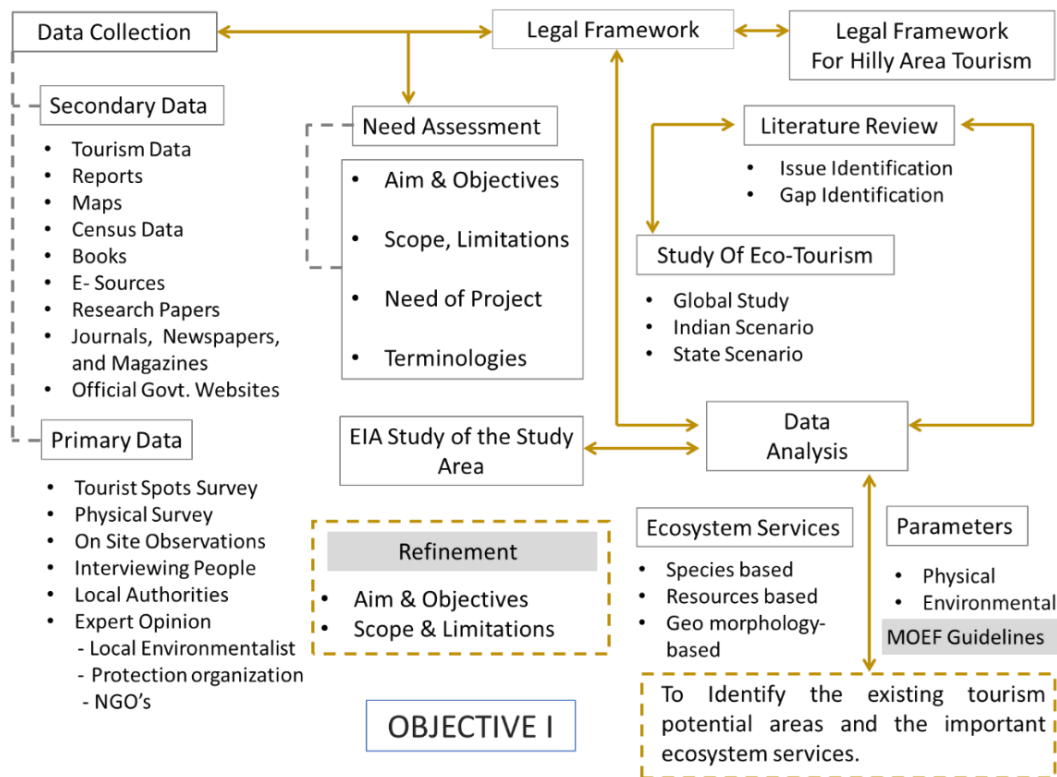 Data Collection
Legal Framework
Legal Framework
For Hilly Area Tourism
Secondary Data
• Tourism Data
• Reports
• Maps
• Census Data
• Books
• E- Sources
• Research Papers
• Journals, Newspapers,
and Magazines
• Official Govt. Websites
Primary Data
• Tourist Spots Survey
• Physical Survey
• On Site Observations
• Interviewing People
• Local Authorities
• Expert Opinion
- Local Environmentalist
- Protection organization
- NGO's
Need Assessment
• Aim & Objectives
• Scope, Limitations
• Need of Project
• Terminologies
Literature Review
• Issue Identification
• Gap Identification
Study Of Eco-Tourism
• Global Study
• Indian Scenario
• State Scenario
EIA Study of the Study
Area
Data
Analysis
Refinement
• Aim & Objectives
• Scope & Limitations
Ecosystem Services
• Species based
• Resources based
• Geo morphology-
based
Parameters
• Physical
• Environmental
MOEF Guidelines
OBJECTIVE I
To Identify the existing tourism
potential areas and the important
ecosystem services.